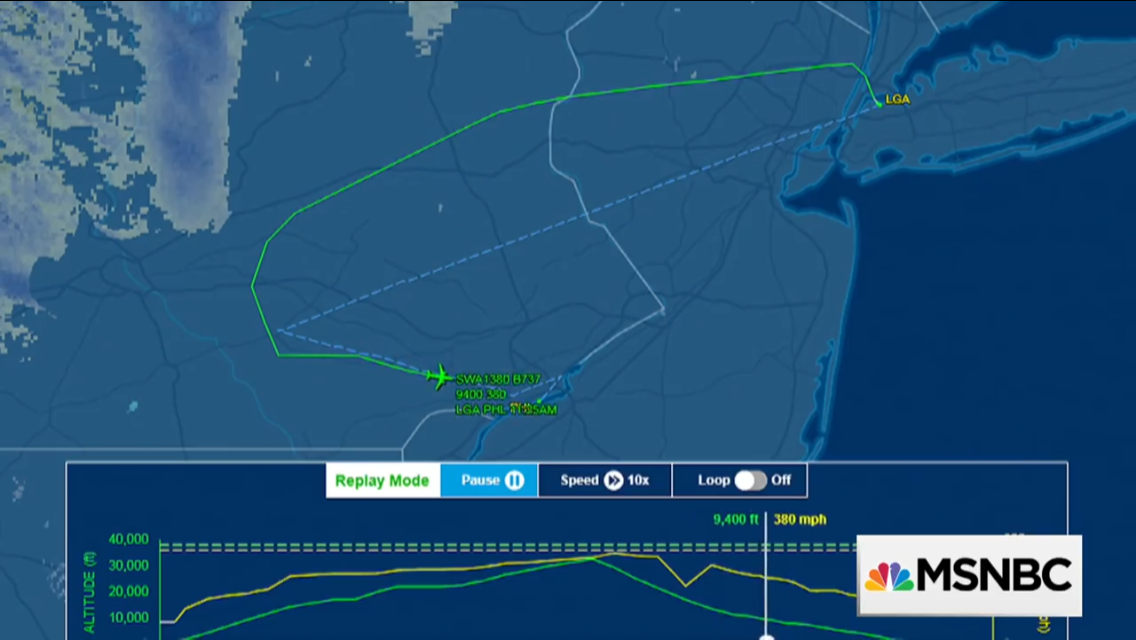 LGA
SWA1380 B737
9400 380
LGA PHL
Replay Mode
Pause
Speed
10x
Loop
Off
9,400 ft
380 mph
40,000
30,000
20,000
10,000
ALTITUDE (ft)
MSNBC